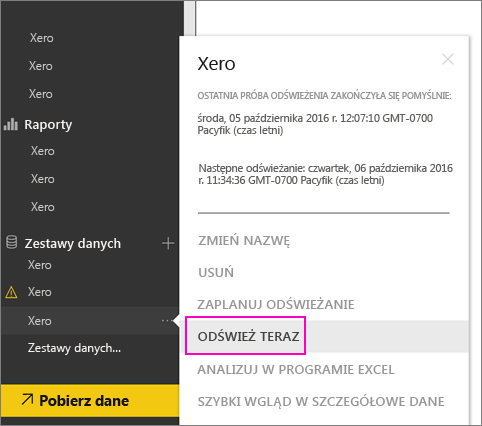 Xero
Xero
Xero
Raporty
Xero
Xero
Xero
Zestawy danych
Xero
Xero
Xero
Zestawy danych...
Pobierz dane
Xero
OSTATNIA PRÓBA ODŚWIEŻENIA ZAKOŃCZYŁA SIĘ POMYŚLNIE:
środa, 05 października 2016 r. 12:07:10 GMT-0700
Pacyfik (czas letni)
Następne odświeżanie: czwartek, 06 października 2016
r. 11:34:36 GMT-0700 Pacyfik (czas letni)
ZMIEŃ NAZWĘ
USUŃ
ZAPLANUJ ODŚWIEŻANIE
ODŚWIEŻ TERAZ
ANALIZUJ W PROGRAMIE EXCEL
SZYBKI WGLĄD W SZCZEGÓŁOWE DANE